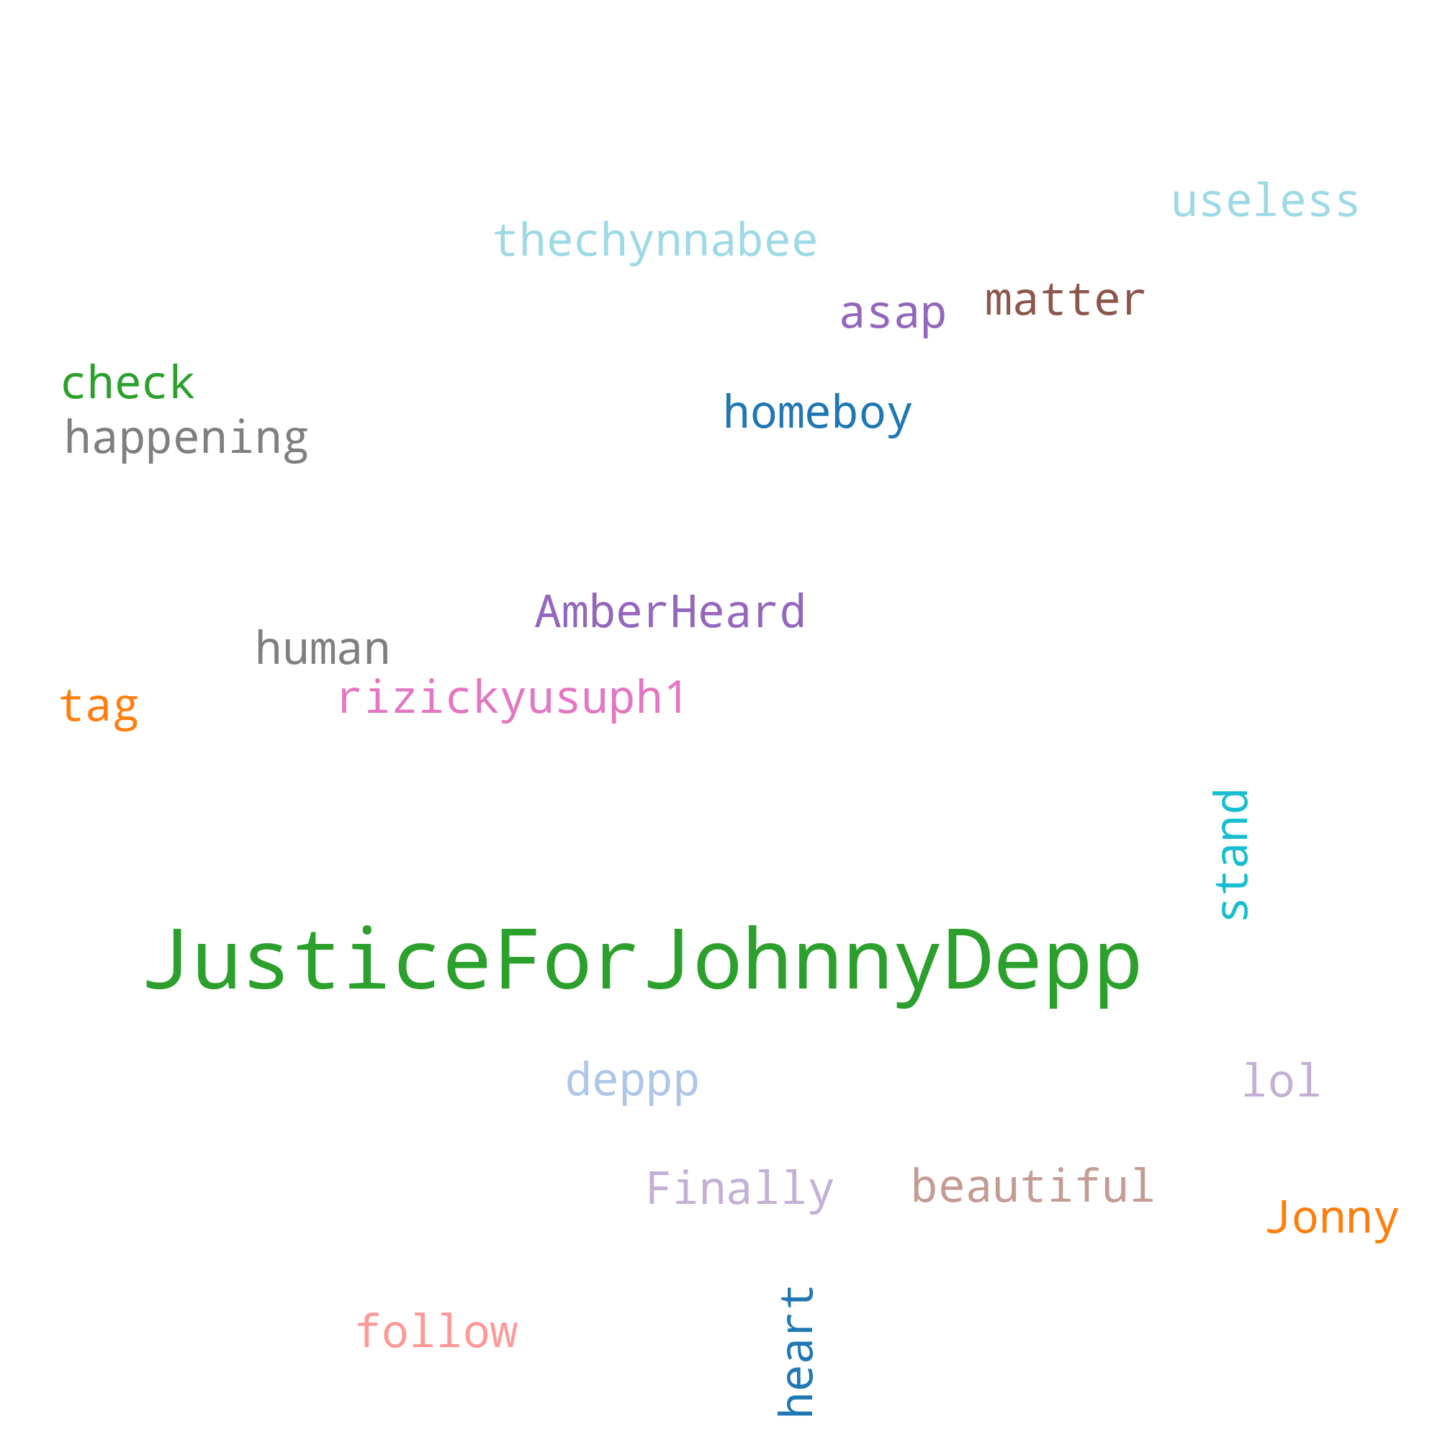 useless
thechynnabee
asap matter
check
homeboy
happening
AmberHeard
human
rizickyusuph1
tag
stand
JusticeForJohnnyDepp
deppp
lol
Finally
beautiful
Jonny
follow
heart